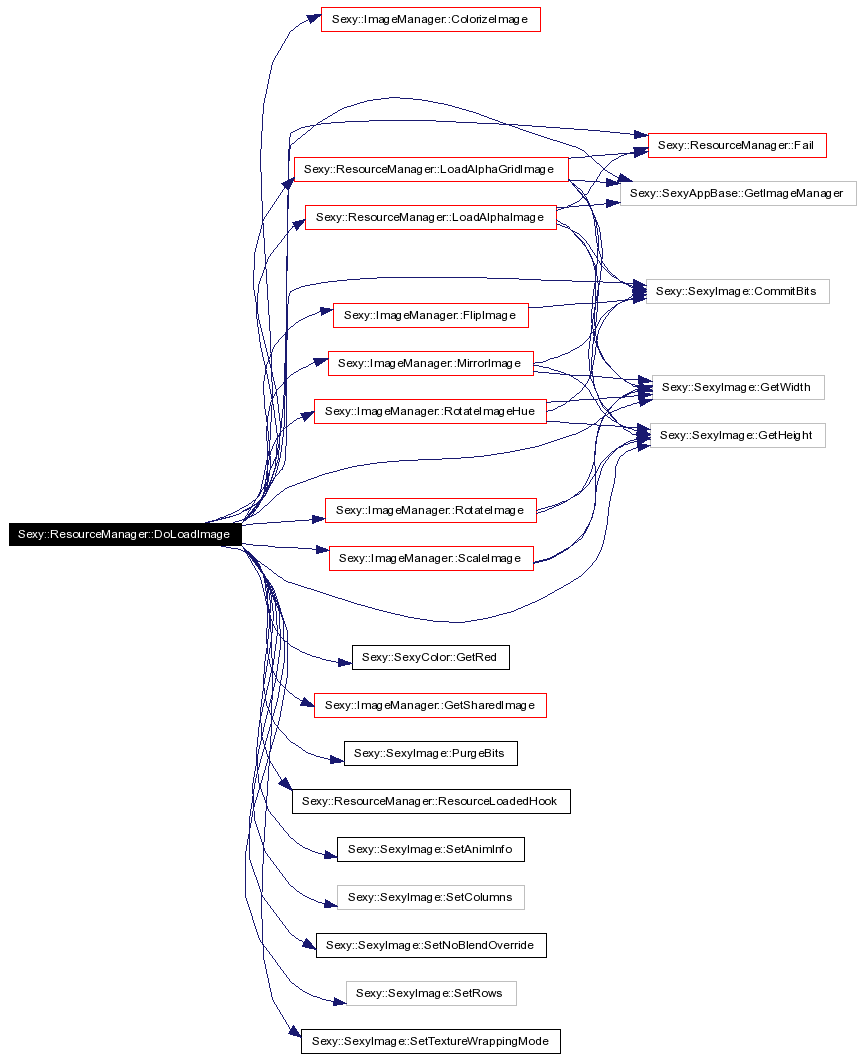 Sexy::ImageManager::ColorizeImage
Sexy::ResourceManager::Fail
Sexy::ResourceManager::LoadAlphaGridImage
Sexy::SexyAppBase::GetImageManager
Sexy::ResourceManager::LoadAlphaImage
Sexy::SexyImage::CommitBits
Sexy::ImageManager::FlipImage
Sexy::ImageManager::MirrorImage
Sexy::SexyImage::GetWidth
Sexy::ImageManager::RotateImageHue
Sexy::SexyImage::GetHeight
Sexy::ImageManager::RotateImage
Sexy::ResourceManager::DoLoadImage
Sexy::ImageManager::ScaleImage
Sexy::SexyColor::GetRed
Sexy::ImageManager::GetSharedImage
Sexy::SexyImage::PurgeBits
Sexy::ResourceManager::ResourceLoadedHook
Sexy::SexyImage::SetAnimInfo
Sexy::SexyImage::SetColumns
Sexy::SexyImage::SetNoBlendOverride
Sexy::SexyImage::SetRows
Sexy::SexyImage::SetTextureWrappingMode